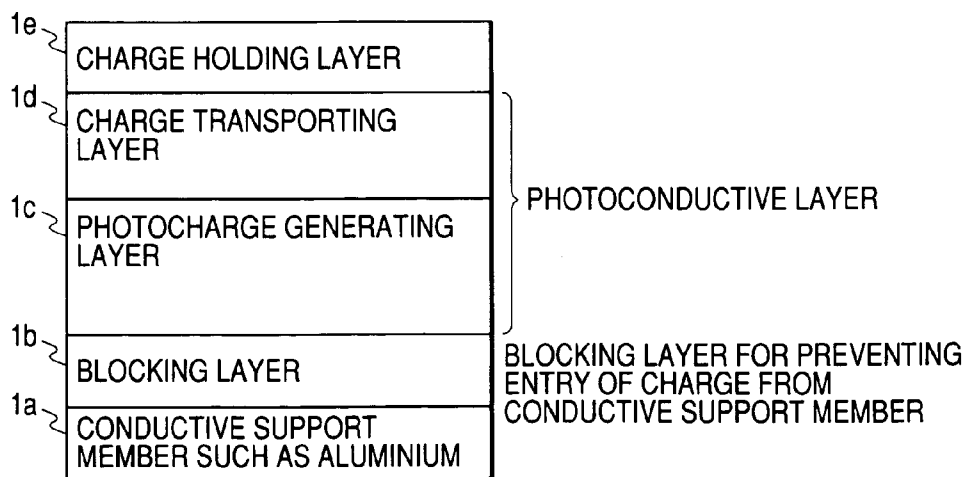 1e
CHARGE HOLDING LAYER
1d
CHARGE TRANSPORTING
LAYER
1c
PHOTOCHARGE GENERATING
LAYER
PHOTOCONDUCTIVE LAYER
1b
BLOCKING LAYER
BLOCKING LAYER FOR PREVENTING
ENTRY OF CHARGE FROM
CONDUCTIVE SUPPORT MEMBER
1a
CONDUCTIVE SUPPORT
MEMBER SUCH AS ALUMINIUM